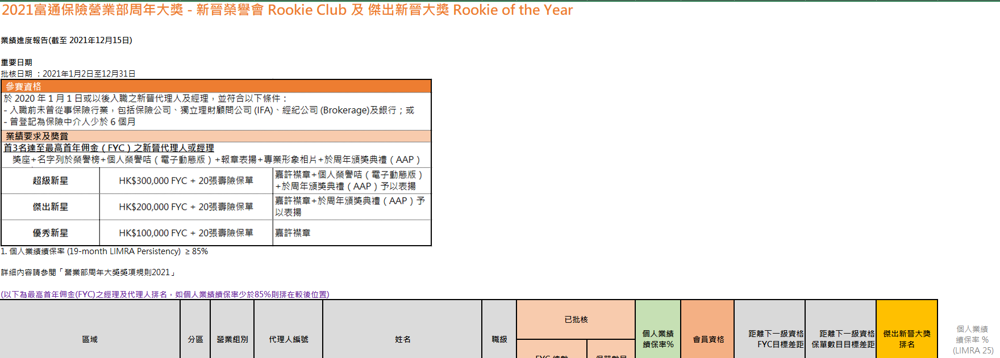 2021富通保險營業部周年大獎 - 新晉榮譽會 Rookie Club 及 傑出新晉大獎 Rookie of the Year
業績進度報告(截至 2021年12月15日)
重要日期
批核日期 ：2021年1月2日至12月31日
參賽資格
於 2020 年 1 月 1 日或以後入職之新晉代理人及經理，並符合以下條件：
- 入職前未曾從事保險行業，包括保險公司、獨立理財顧問公司 (IFA)、經紀公司 (Brokerage)及銀行；或
- 曾登記為保險中介人少於 6 個月
業績要求及獎賞
首3名達至最高首年佣金（FYC）之新晉代理人或經理
獎座+名字列於榮譽榜+個人榮譽咭（電子動態版）+報章表揚+專業形象相片+於周年頒獎典禮（AAP）
超級新星
HK$300,000 FYC + 20張壽險保單
嘉許襟章+個人榮譽咭（電子動態版）
+於周年頒獎典禮（AAP）予以表揚
傑出新星
HK$200,000 FYC + 20張壽險保單
嘉許襟章+於周年頒獎典禮（AAP）予
以表揚
優秀新星
HK$100,000 FYC + 20張壽險保單
嘉許襟章
1. 個人業績續保率 (19-month LIMRA Persistency) ≥ 85%
詳細內容請參閱「營業部周年大獎獎項規則2021」
(以下為最高首年佣金(FYC)之經理及代理人排名，如個人業績續保率少於85%則排在較後位置)
區域
分區
營業組別
代理人編號
姓名
職級
已批核
FYC 總數
保單數目
個人業績
續保率%
會員資格
距離下一級資格
FYC目標差距
距離下一級資格
保單數目目標差距
傑出新晉大獎
排名
個人業績
續保率 %
(LIMRA 25)